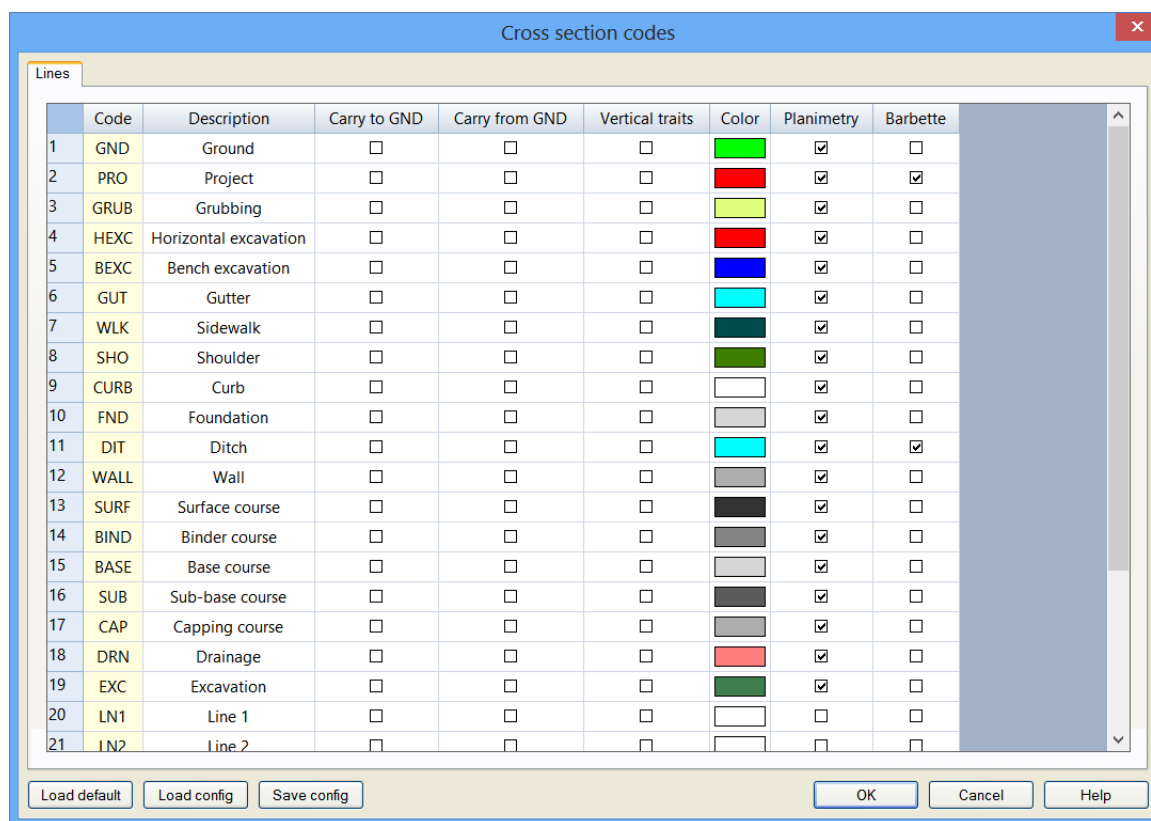 Cross section codes
Lines
Code Description Carry to GND Carry from GND Vertical traits Color Planimetry Barbette
1 GND Ground
2 PRO Project
3 GRUB Grubbing
4 HEXC Horizontal excavation
5 BEXC Bench excavation
6 GUT Gutter
7 WLK Sidewalk
8 SHO Shoulder
9 CURB Curb
10 FND Foundation
11 DIT Ditch
12 WALL Wall
13 SURF Surface course
14 BIND Binder course
15 BASE Base course
16 SUB Sub-base course
17 CAP Capping course
18 DRN Drainage
19 EXC Excavation
20 LN1 Line 1
21 LN2 Line 2
Load default Load config Save config OK Cancel Help